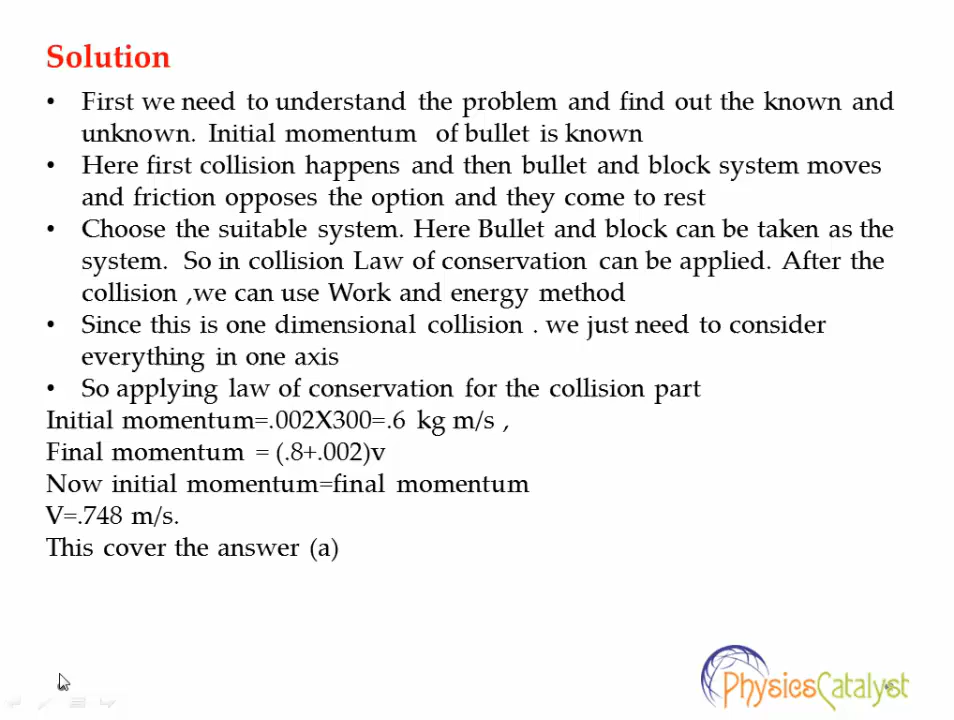 Solution
• First we need to understand the problem and find out the known and
unknown. Initial momentum of bullet is known
• Here first collision happens and then bullet and block system moves
and friction opposes the option and they come to rest
• Choose the suitable system. Here Bullet and block can be taken as the
system. So in collision Law of conservation can be applied. After the
collision ,we can use Work and energy method
• Since this is one dimensional collision . we just need to consider
everything in one axis
• So applying law of conservation for the collision part
Initial momentum=.002X300=.6 kg m/s ,
Final momentum = (.8+.002)v
Now initial momentum=final momentum
V=.748 m/s.
This cover the answer (a)
PhysicsCatalyst